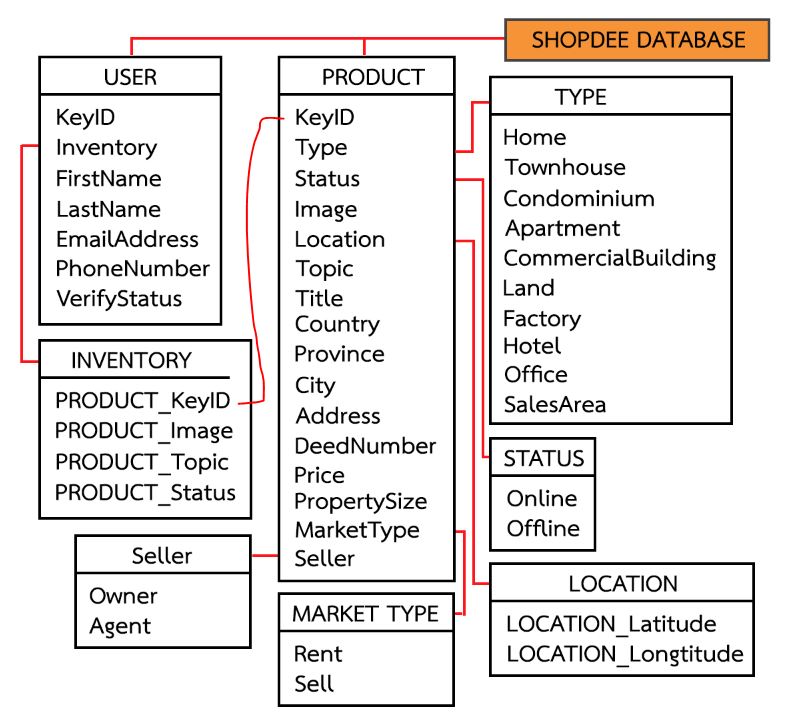 SHOPDEE DATABASE
USER
KeyID
Inventory
FirstName
LastName
EmailAddress
PhoneNumber
VerifyStatus
INVENTORY
PRODUCT_KeyID
PRODUCT_Image
PRODUCT_Topic
PRODUCT_Status
Seller
Owner
Agent
PRODUCT
KeyID
Type
Status
Image
Location
Topic
Title
Country
Province
City
Address
DeedNumber
Price
PropertySize
MarketType
Seller
MARKET TYPE
Rent
Sell
TYPE
Home
Townhouse
Condominium
Apartment
CommercialBuilding
Land
Factory
Hotel
Office
SalesArea
STATUS
Online
Offline
LOCATION
LOCATION_Latitude
LOCATION_Longtitude